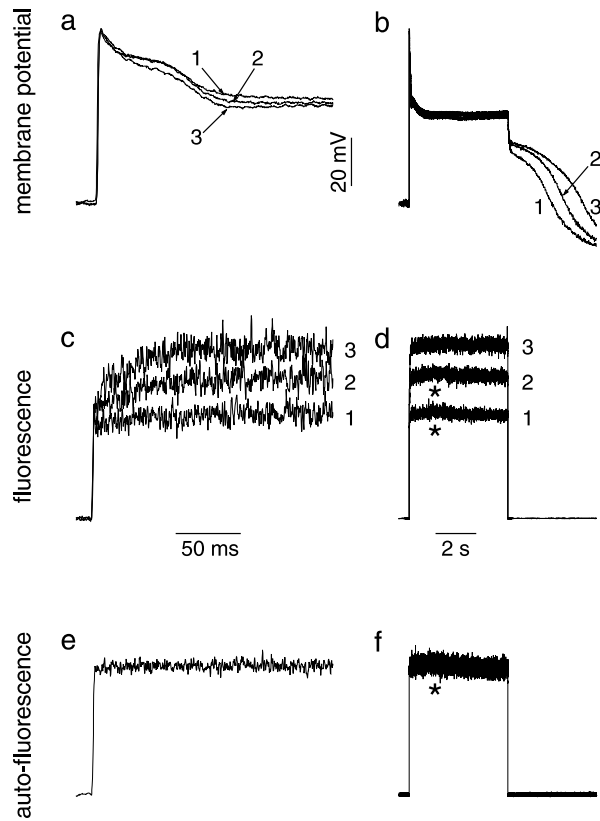 membrane potential
a
1
2
3
20 mV
b
2
1
3
fluorescence
c
3
2
1
50 ms
d
3
2
*
1
*
2 s
auto-fluorescence
e
f
*